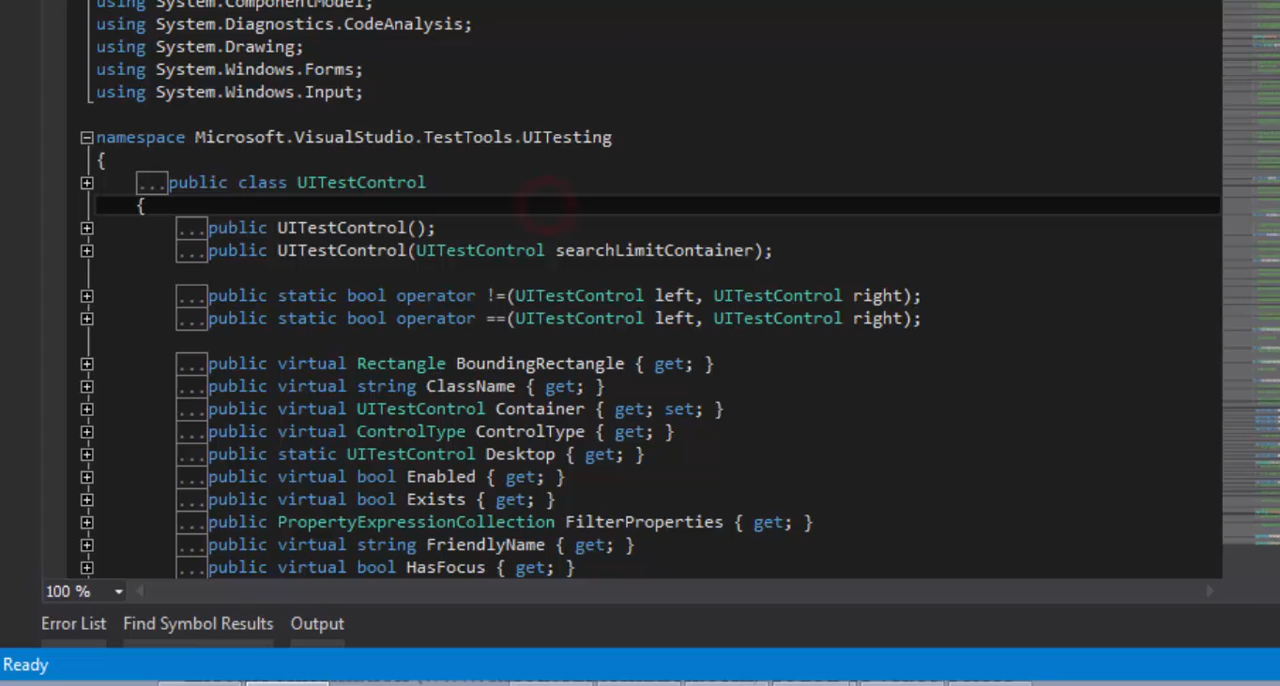 using System.ComponentModel;
using System.Diagnostics.CodeAnalysis;
using System.Drawing;
using System.Windows.Forms;
using System.Windows.Input;
namespace Microsoft.VisualStudio.TestTools.UITesting
{
...public class UITestControl
{
...public UITestControl();
...public UITestControl(UITestControl searchLimitContainer);
...public static bool operator !=(UITestControl left, UITestControl right);
...public static bool operator ==(UITestControl left, UITestControl right);
...public virtual Rectangle BoundingRectangle { get; }
...public virtual string ClassName { get; }
...public virtual UITestControl Container { get; set; }
...public virtual ControlType ControlType { get; }
...public static UITestControl Desktop { get; }
...public virtual bool Enabled { get; }
...public virtual bool Exists { get; }
...public PropertyExpressionCollection FilterProperties { get; }
...public virtual string FriendlyName { get; }
...public virtual bool HasFocus { get; }
100 %
Error List Find Symbol Results Output
Ready